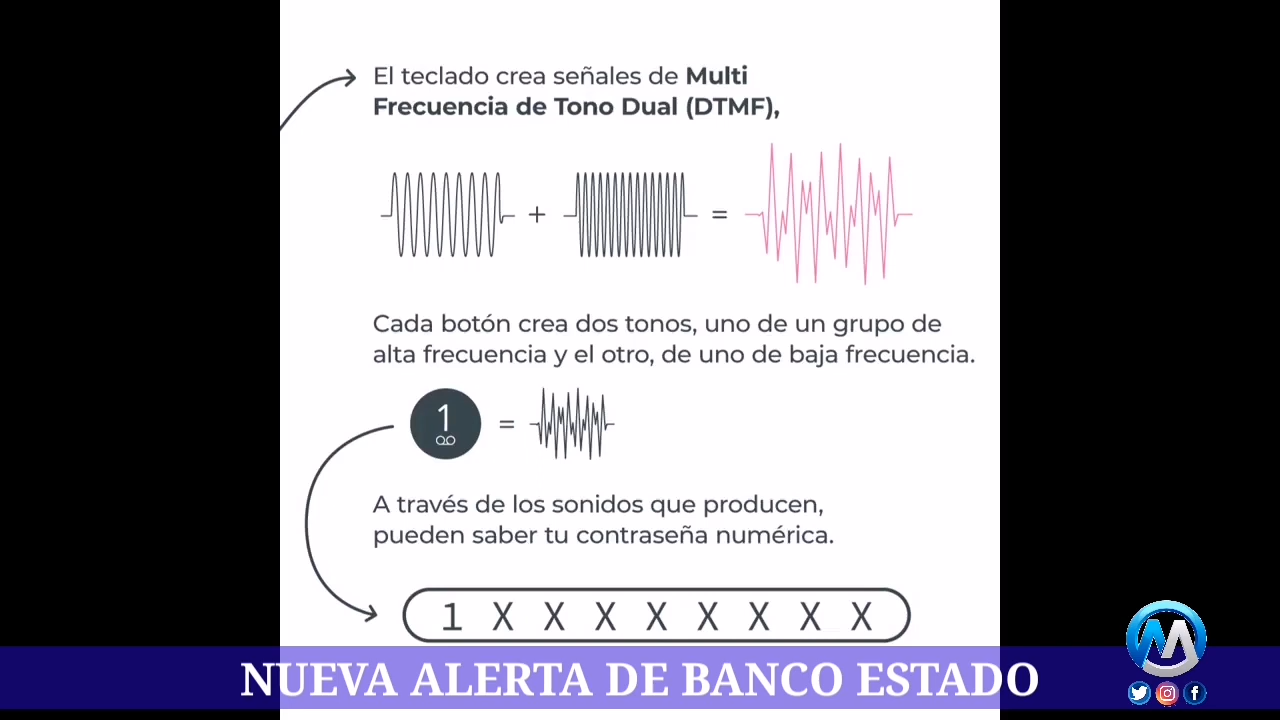 El teclado crea señales de Multi
Frecuencia de Tono Dual (DTMF),
+ =
Cada botón crea dos tonos, uno de un grupo de
alta frecuencia y el otro, de uno de baja frecuencia.
1 =
A través de los sonidos que producen,
pueden saber tu contraseña numérica.
1 X X X X X X X X
NUEVA ALERTA DE BANCO ESTADO